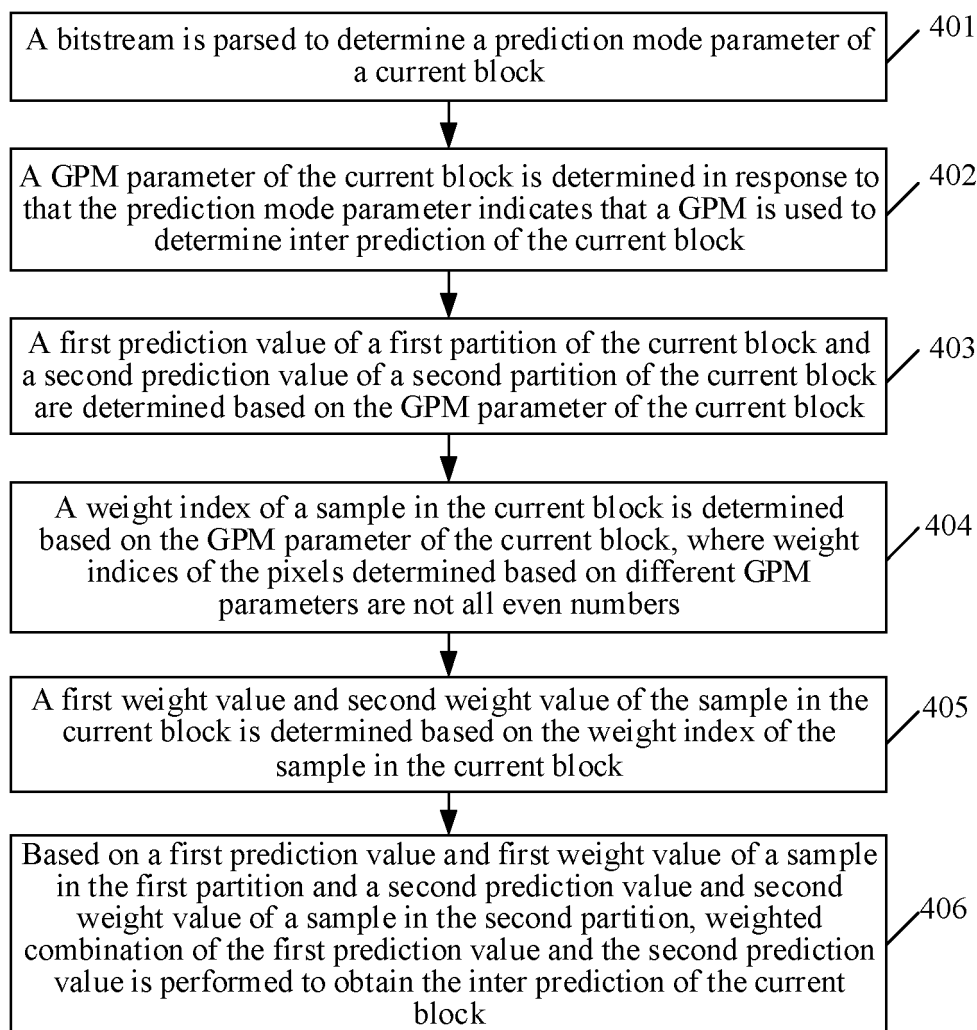 A bitstream is parsed to determine a prediction mode parameter of
a current block
401
A GPM parameter of the current block is determined in response to
that the prediction mode parameter indicates that a GPM is used to
determine inter prediction of the current block
402
A first prediction value of a first partition of the current block and
a second prediction value of a second partition of the current block
are determined based on the GPM parameter of the current block
403
A weight index of a sample in the current block is determined
based on the GPM parameter of the current block, where weight
indices of the pixels determined based on different GPM
parameters are not all even numbers
404
A first weight value and second weight value of the sample in the
current block is determined based on the weight index of the
sample in the current block
405
Based on a first prediction value and first weight value of a sample
in the first partition and a second prediction value and second
weight value of a sample in the second partition, weighted
combination of the first prediction value and the second prediction
value is performed to obtain the inter prediction of the current
block
406